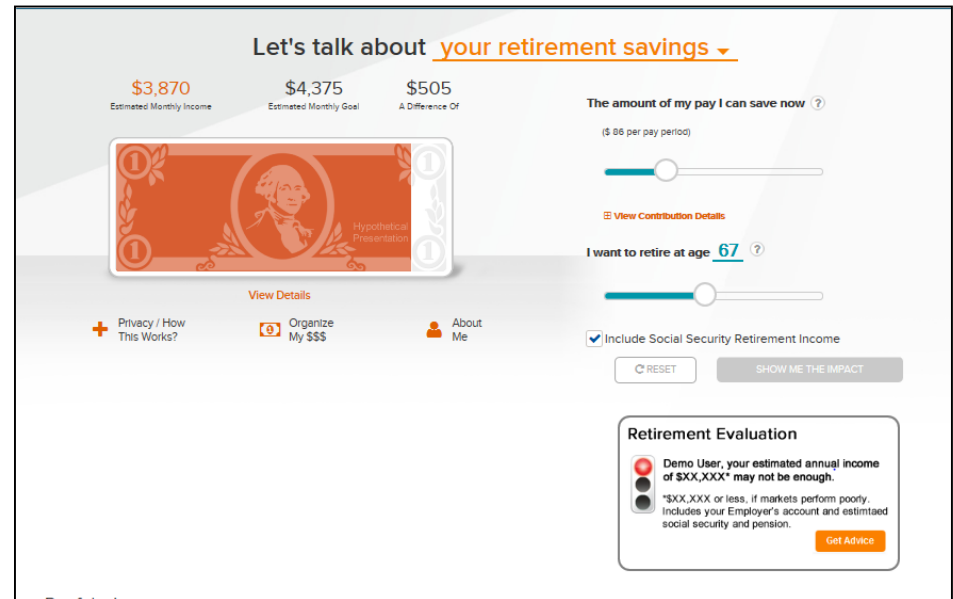 Let's talk about your retirement savings
$3,870 $4,375 $505
Estimated Monthly Income Estimated Monthly Goal A Difference Of
1 1
Hypothetical
Presentation
1 1
View Details
Privacy / How
This Works?
Organize
My $$$
About
Me
The amount of my pay I can save now ?
($ 86 per pay period)
View Contribution Details
I want to retire at age 67 ?
Include Social Security Retirement Income
RESET SHOW ME THE IMPACT
Retirement Evaluation
Demo User, your estimated annual income
of $XX,XXX* may not be enough.
*$XX,XXX or less, if markets perform poorly.
Includes your Employer's account and estimtaed
social security and pension.
Get Advice